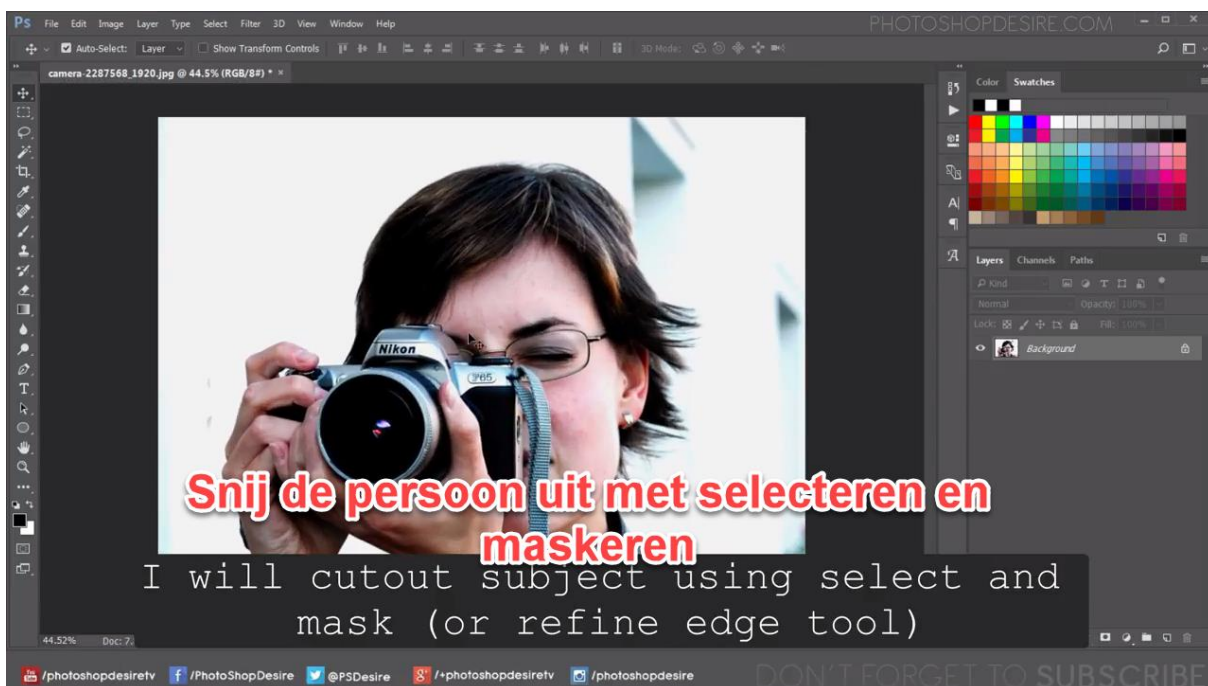 Ps File Edit Image Layer Type Select Filter 3D View Window Help
PHOTOSHOPDESIRE.COM
Auto-Select: Layer Show Transform Controls 3D Mode:
camera-2287568_1920.jpg @ 44.5% (RGB/8#) * ×
Color Swatches
Nikon
F65
Layers Channels Paths
Kind
Normal Opacity: 100%
Lock: Fill: 100%
Background
Snij de persoon uit met selecteren en
maskeren
I will cutout subject using select and
mask (or refine edge tool)
44.52% Doc: 7.
/photoshopdesiretv /PhotoShopDesire @PSDesire /+photoshopdesiretv /photoshopdesire
DON'T FORGET TO SUBSCRIBE